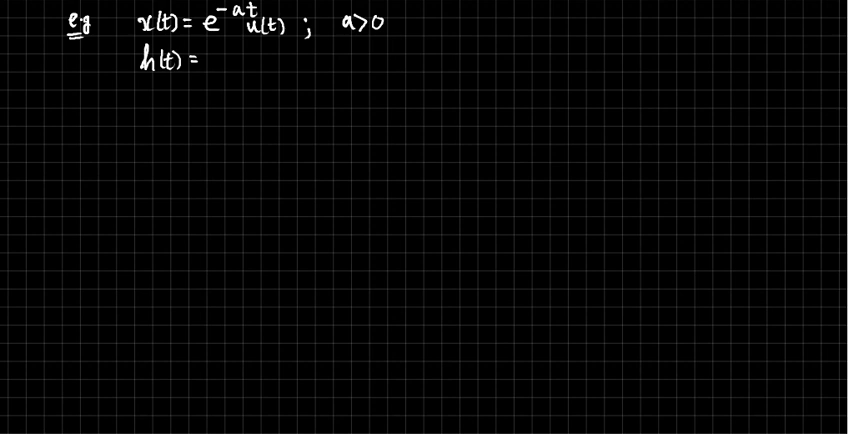 e.g x(t) = e^{-at} u(t) ; a>0
h(t) =